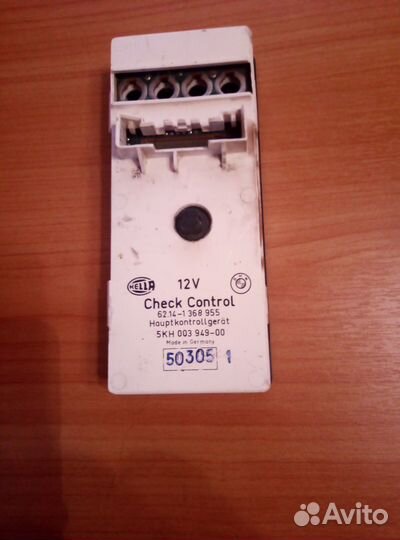 HELLA 12V
Check Control
62.14-1 368 955
Hauptkontrollgerät
5KH 003 949-00
Made in Germany
50305 1
Avito